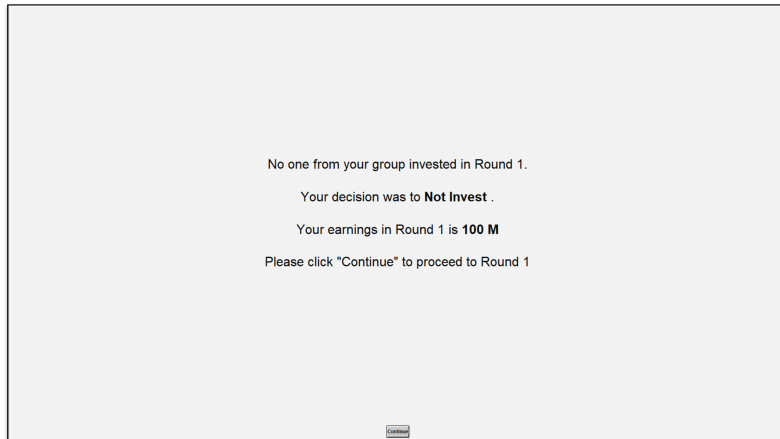 No one from your group invested in Round 1.
Your decision was to Not Invest .
Your earnings in Round 1 is 100 M
Please click "Continue" to proceed to Round 1
Continue